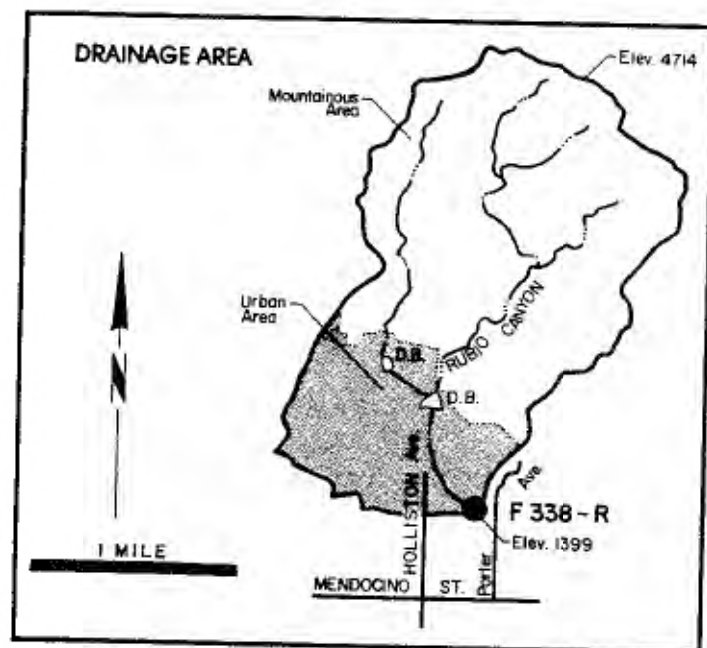 DRAINAGE AREA
Elev. 4714
Mountainous
Area
N
Urban
Area
RUBIO CANYON
D.B.
D.B.
HOLLISTON Ave.
Ave.
Porter
F 338-R
Elev. 1399
1 MILE
MENDOCINO ST.